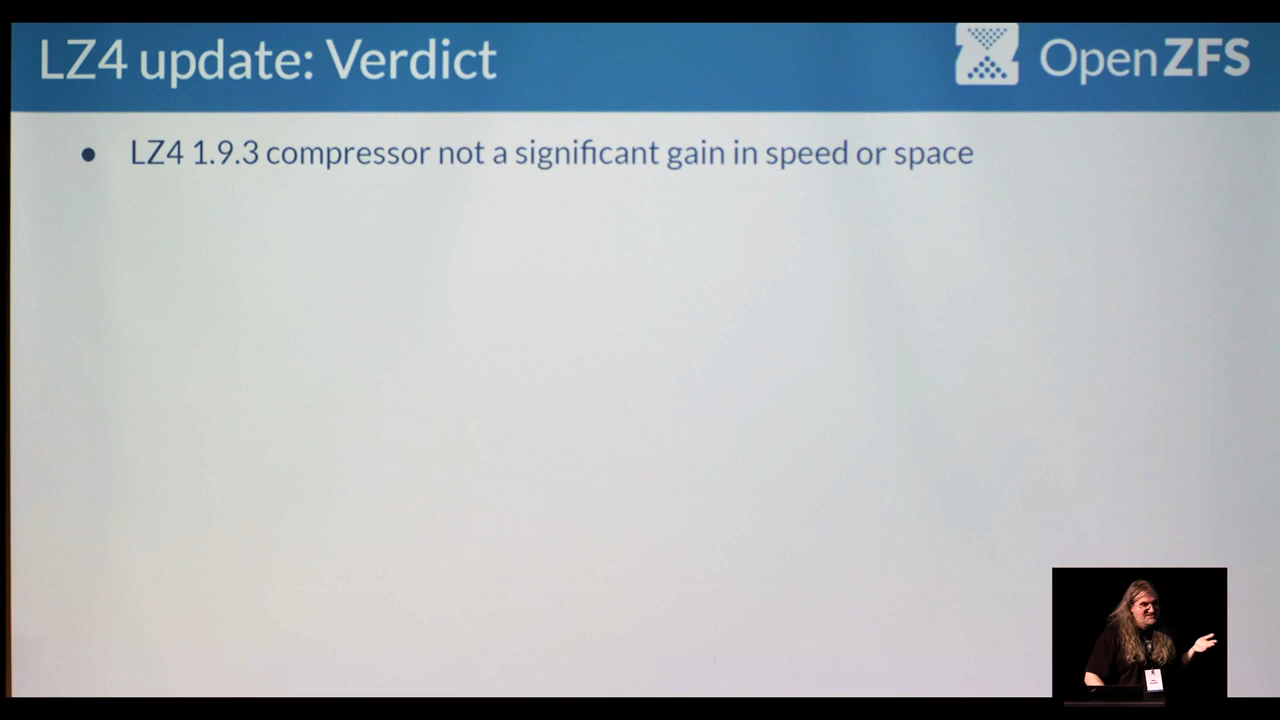 LZ4 update: Verdict
OpenZFS
● LZ4 1.9.3 compressor not a significant gain in speed or space